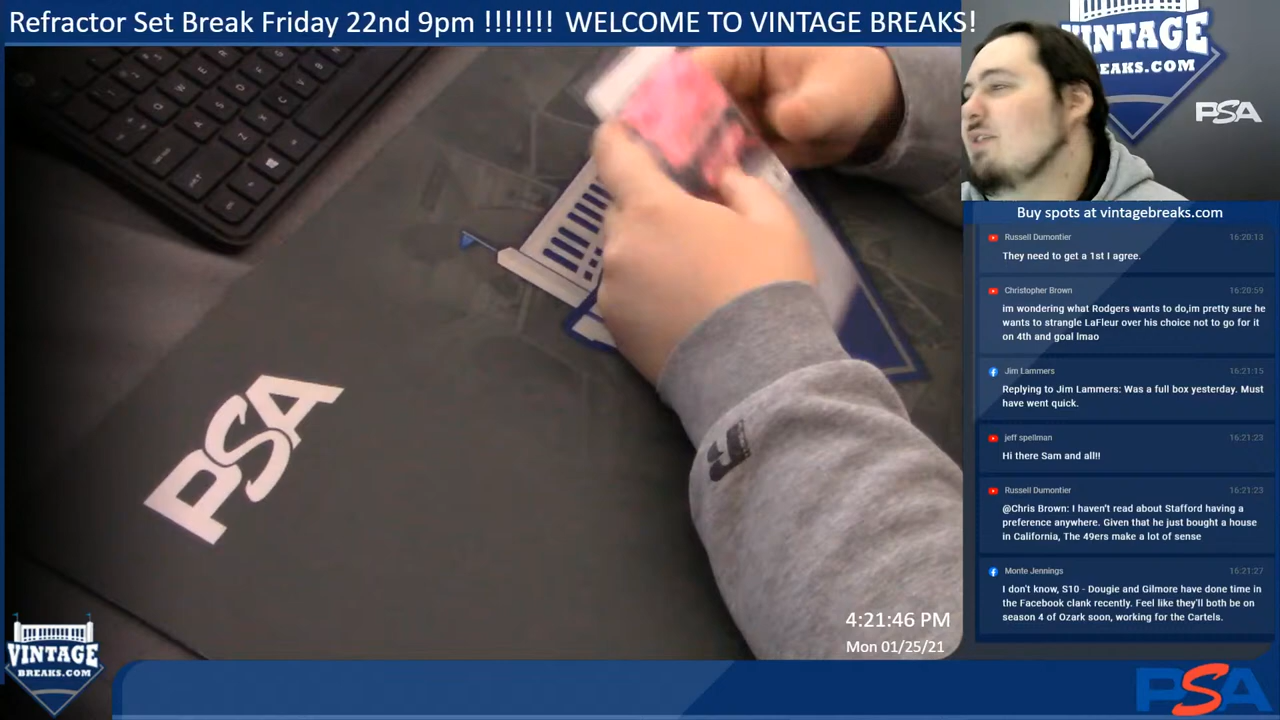 Refractor Set Break Friday 22nd 9pm !!!!!!! WELCOME TO VINTAGE BREAKS!
VINTAGE
EAKS.COM
PSA
Buy spots at vintagebreaks.com
Russell Dumontier 16:20:13
They need to get a 1st I agree.
Christopher Brown 16:20:59
im wondering what Rodgers wants to do,im pretty sure he
wants to strangle LaFleur over his choice not to go for it
on 4th and goal lmao
Jim Lammers 16:21:15
Replying to Jim Lammers: Was a full box yesterday. Must
have went quick.
jeff spellman 16:21:23
Hi there Sam and all!!
Russell Dumontier 16:21:23
@Chris Brown: I haven't read about Stafford having a
preference anywhere. Given that he just bought a house
in California, The 49ers make a lot of sense
Monte Jennings 16:21:27
I don't know, S10 - Dougie and Gilmore have done time in
the Facebook clank recently. Feel like they'll both be on
season 4 of Ozark soon, working for the Cartels.
PSA
4:21:46 PM
Mon 01/25/21
VINTAGE
BREAKS.COM
PSA